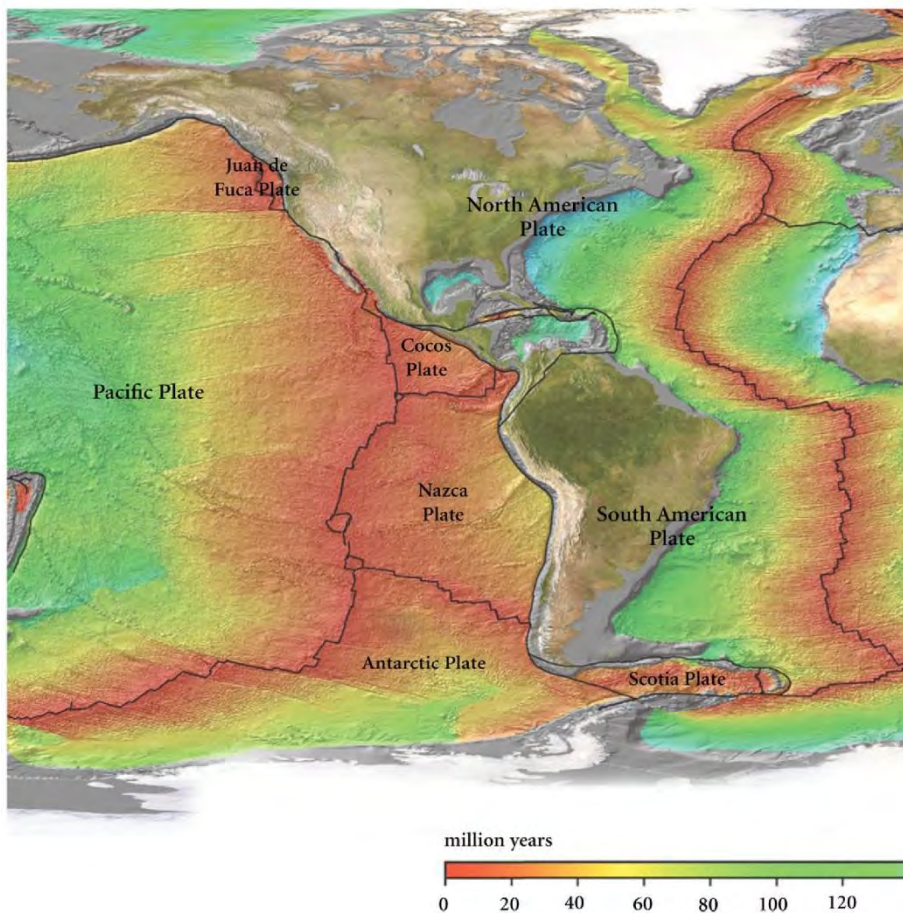 Juan de
Fuca Plate
North American
Plate
Cocos
Plate
Pacific Plate
Nazca
Plate
South American
Plate
Antarctic Plate
Scotia Plate
million years
0 20 40 60 80 100 120